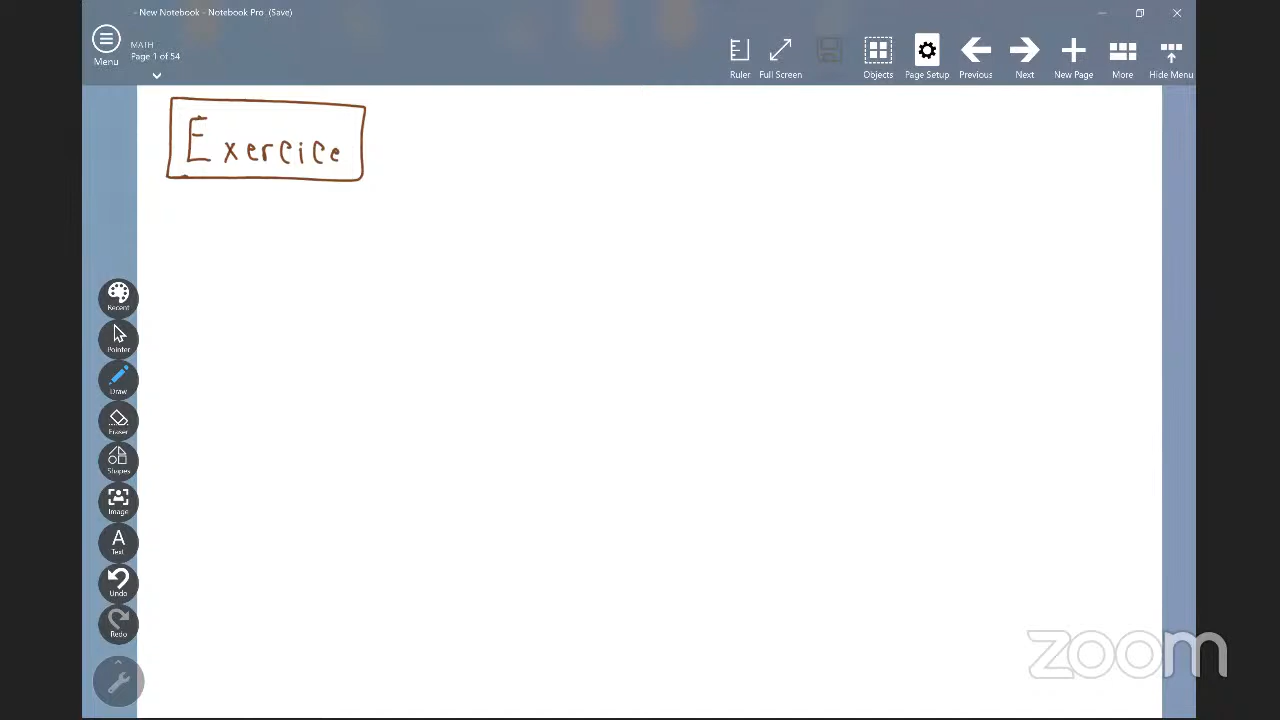 - New Notebook - Notebook Pro (Save)
Menu
MATH
Page 1 of 54
Ruler
Full Screen
Objects
Page Setup
Previous
Next
New Page
More
Hide Menu
Exercice
Recent
Pointer
Draw
Eraser
Shapes
Image
A
Text
Undo
Redo
zoom